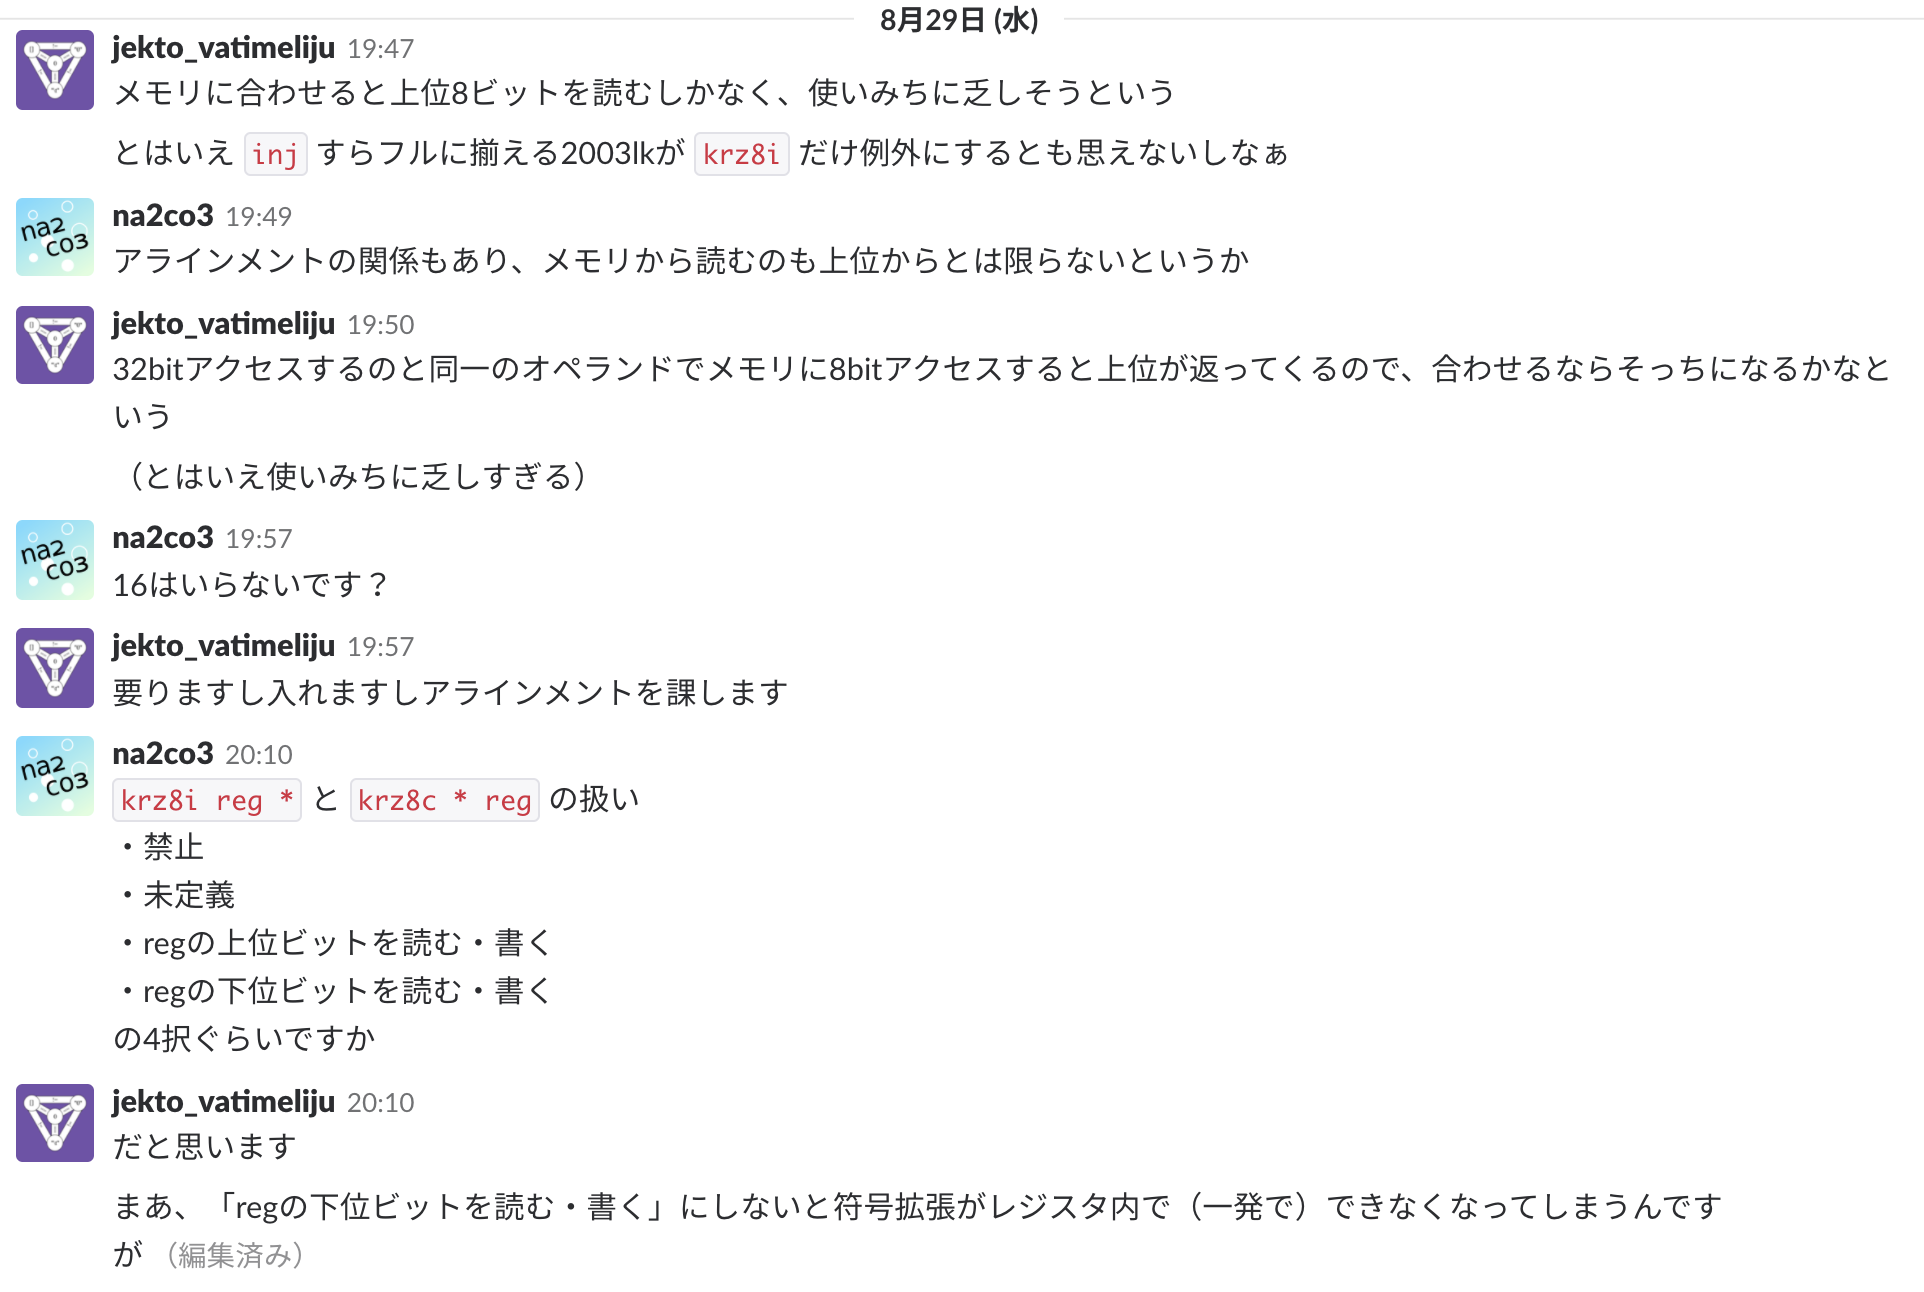 8月29日 (水)
jekto_vatimeliju 19:47
メモリに合わせると上位8ビットを読むしかなく、使いみちに乏しそうという
とはいえ inj すらフルに揃える2003lkが krz8i だけ例外にするとも思えないしなぁ
na2co3 19:49
na2
co3
アラインメントの関係もあり、メモリから読むのも上位からとは限らないというか
jekto_vatimeliju 19:50
32bitアクセスするのと同一のオペランドでメモリに8bitアクセスすると上位が返ってくるので、合わせるならそっちになるかなと
いう
（とはいえ使いみちに乏しすぎる）
na2co3 19:57
na2
co3
16はいらないです？
jekto_vatimeliju 19:57
要りますし入れますしアラインメントを課します
na2co3 20:10
na2
co3
krz8i reg * と krz8c * reg の扱い
・禁止
・未定義
・regの上位ビットを読む・書く
・regの下位ビットを読む・書く
の4択ぐらいですか
jekto_vatimeliju 20:10
だと思います
まあ、「regの下位ビットを読む・書く」にしないと符号拡張がレジスタ内で（一発で）できなくなってしまうんです
が （編集済み）